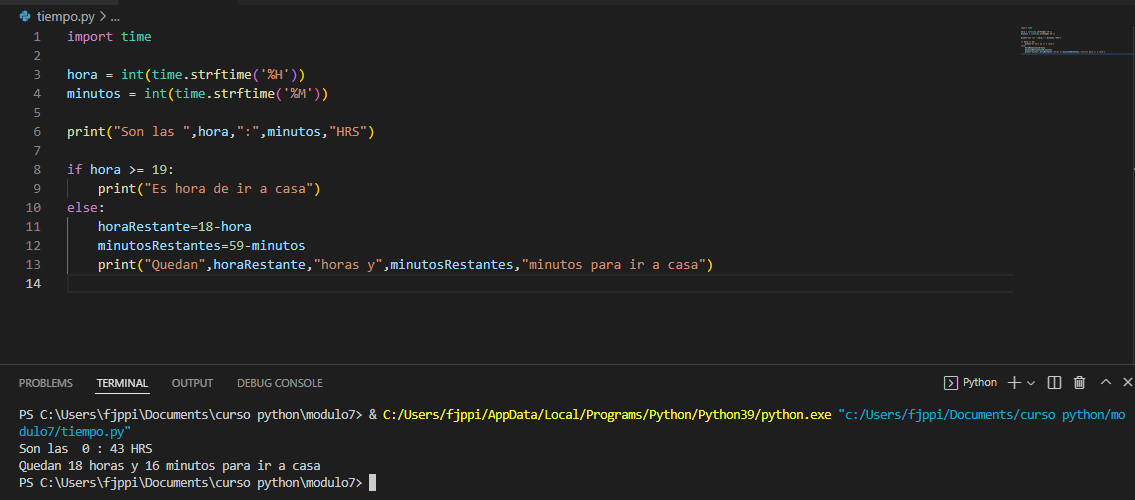 tiempo.py > ...
1 import time
2
3 hora = int(time.strftime('%H'))
4 minutos = int(time.strftime('%M'))
5
6 print("Son las ",hora,":",minutos,"HRS")
7
8 if hora >= 19:
9     print("Es hora de ir a casa")
10 else:
11     horaRestante=18-hora
12     minutosRestantes=59-minutos
13     print("Quedan",horaRestante,"horas y",minutosRestantes,"minutos para ir a casa")
14
PROBLEMS TERMINAL OUTPUT DEBUG CONSOLE Python
PS C:\Users\fjppi\Documents\curso python\modulo7> & C:/Users/fjppi/AppData/Local/Programs/Python/Python39/python.exe "c:/Users/fjppi/Documents/curso python/mo
dulo7/tiempo.py"
Son las  0 : 43 HRS
Quedan 18 horas y 16 minutos para ir a casa
PS C:\Users\fjppi\Documents\curso python\modulo7>